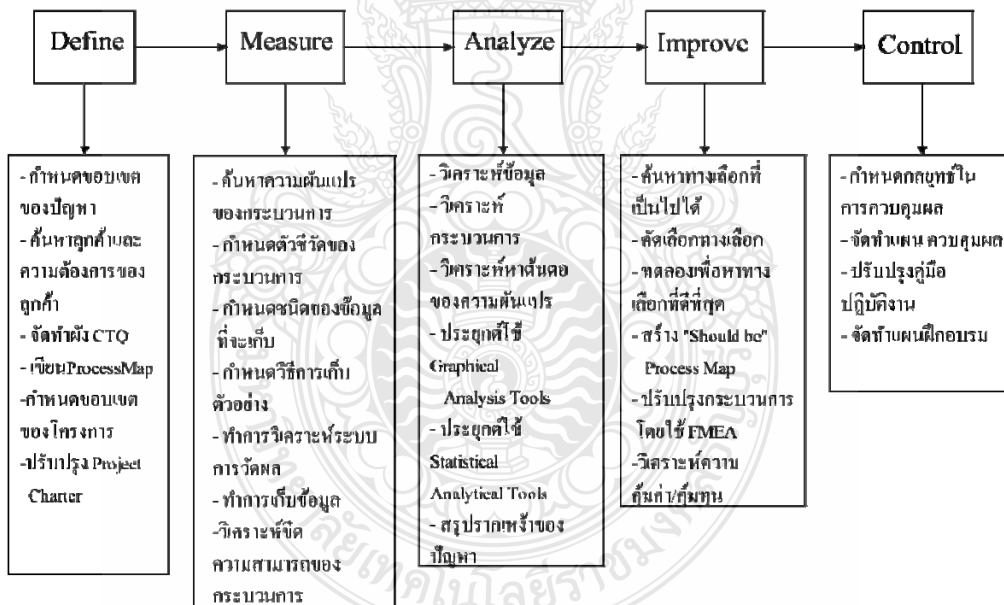 Define
Measure
Analyze
Improve
Control
- กำหนดขอบเขต
ของปัญหา
- ค้นหาลูกค้าและ
ความต้องการของ
ลูกค้า
- จัดทำผัง CTQ
- เขียนProcessMap
-กำหนดขอบเขต
ของโครงการ
-ปรับปรุง Project
Charter
- ค้นหาความผันแปร
ของกระบวนการ
- กำหนดตัวชี้วัดของ
กระบวนการ
- กำหนดชนิดของข้อมูล
ที่จะเก็บ
- กำหนดวิธีการเก็บ
ตัวอย่าง
- ทำการวิเคราะห์ระบบ
การวัดผล
- ทำการเก็บข้อมูล
-วิเคราะห์ขีด
ความสามารถของ
กระบวนการ
- วิเคราะห์ข้อมูล
- วิเคราะห์
กระบวนการ
- วิเคราะห์หาต้นตอ
ของความผันแปร
- ประยุกต์ใช้
Graphical
Analysis Tools
- ประยุกต์ใช้
Statistical
Analytical Tools
- สรุปรากเหง้าของ
ปัญหา
- ค้นหาทางเลือกที่
เป็นไปได้
- คัดเลือกทางเลือก
- ทดลองเพื่อหาทาง
เลือกที่ดีที่สุด
- สร้าง "Should be"
Process Map
- ปรับปรุงกระบวนการ
โดยใช้ FMEA
-วิเคราะห์ความ
คุ้มค่า/คุ้มทุน
- กำหนดกลยุทธ์ใน
การควบคุมผล
- จัดทำแผน ควบคุมผล
- ปรับปรุงคู่มือ
ปฏิบัติงาน
- จัดทำแผนฝึกอบรม